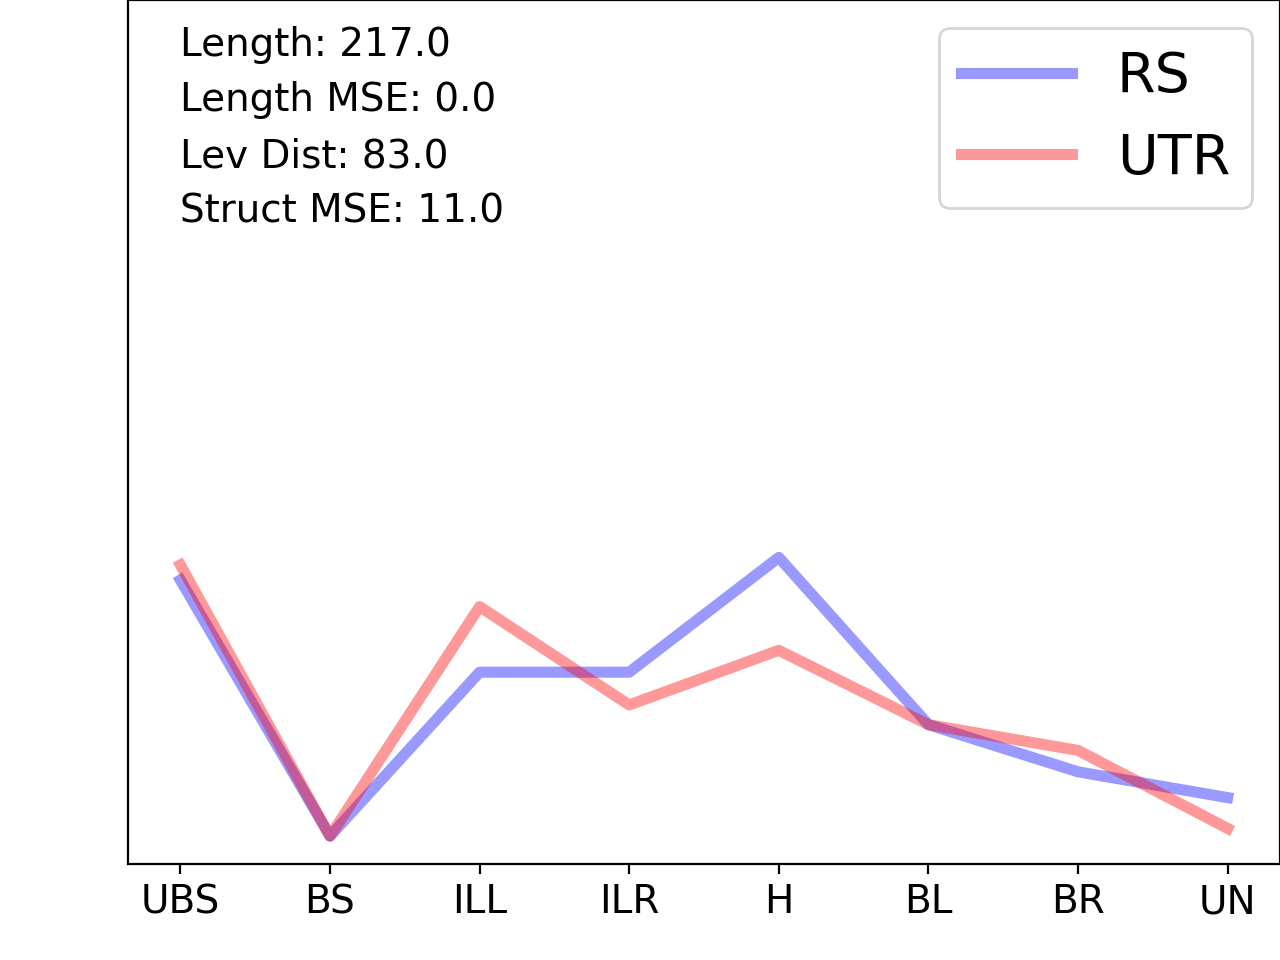 Length: 217.0
Length MSE: 0.0
Lev Dist: 83.0
Struct MSE: 11.0
RS
UTR
UBS BS ILL ILR H BL BR UN